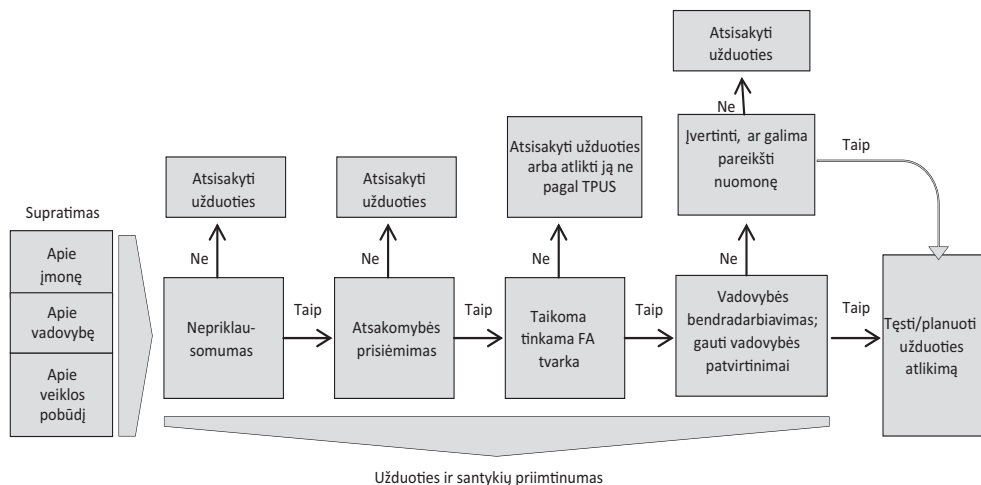 Supratimas
Apie
įmonę
Apie
vadovybę
Apie
veiklos
pobūdį
Atsisakyti
užduoties
Ne
Nepriklau-
somumas
Taip
Atsisakyti
užduoties
Ne
Atsakomybės
prisiėmimas
Taip
Atsisakyti užduoties
arba atlikti ją ne
pagal TPUS
Ne
Taikoma
tinkama FA
tvarka
Taip
Atsisakyti
užduoties
Ne
Įvertinti, ar galima
pareikšti
nuomonę
Taip
Ne
Vadovybės
bendradarbiavimas;
gauti vadovybės
patvirtinimai
Taip
Tęsti/planuoti
užduoties
atlikimą
Užduoties ir santykių priimtinumas